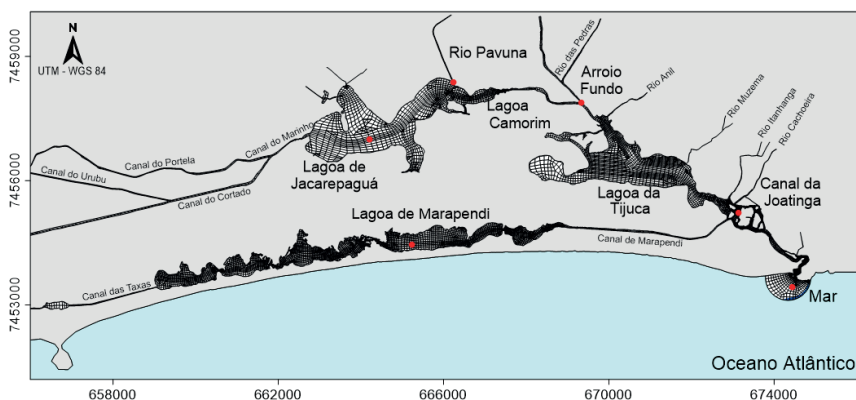 N
UTM - WGS 84
7459000
7456000
7453000
Rio Pavuna
Rio das Pedras
Arroio
Fundo
Rio Anil
Lagoa
Camorim
Rio Muzema
Rio Itanhanga
Rio Cachoeira
Canal do Marinho
Canal do Portela
Canal do Urubu
Canal do Cortado
Lagoa de
Jacarepaguá
Lagoa da
Tijuca
Canal da
Joatinga
Lagoa de Marapendi
Canal de Marapendi
Canal das Taxas
Mar
Oceano Atlântico
658000
662000
666000
670000
674000